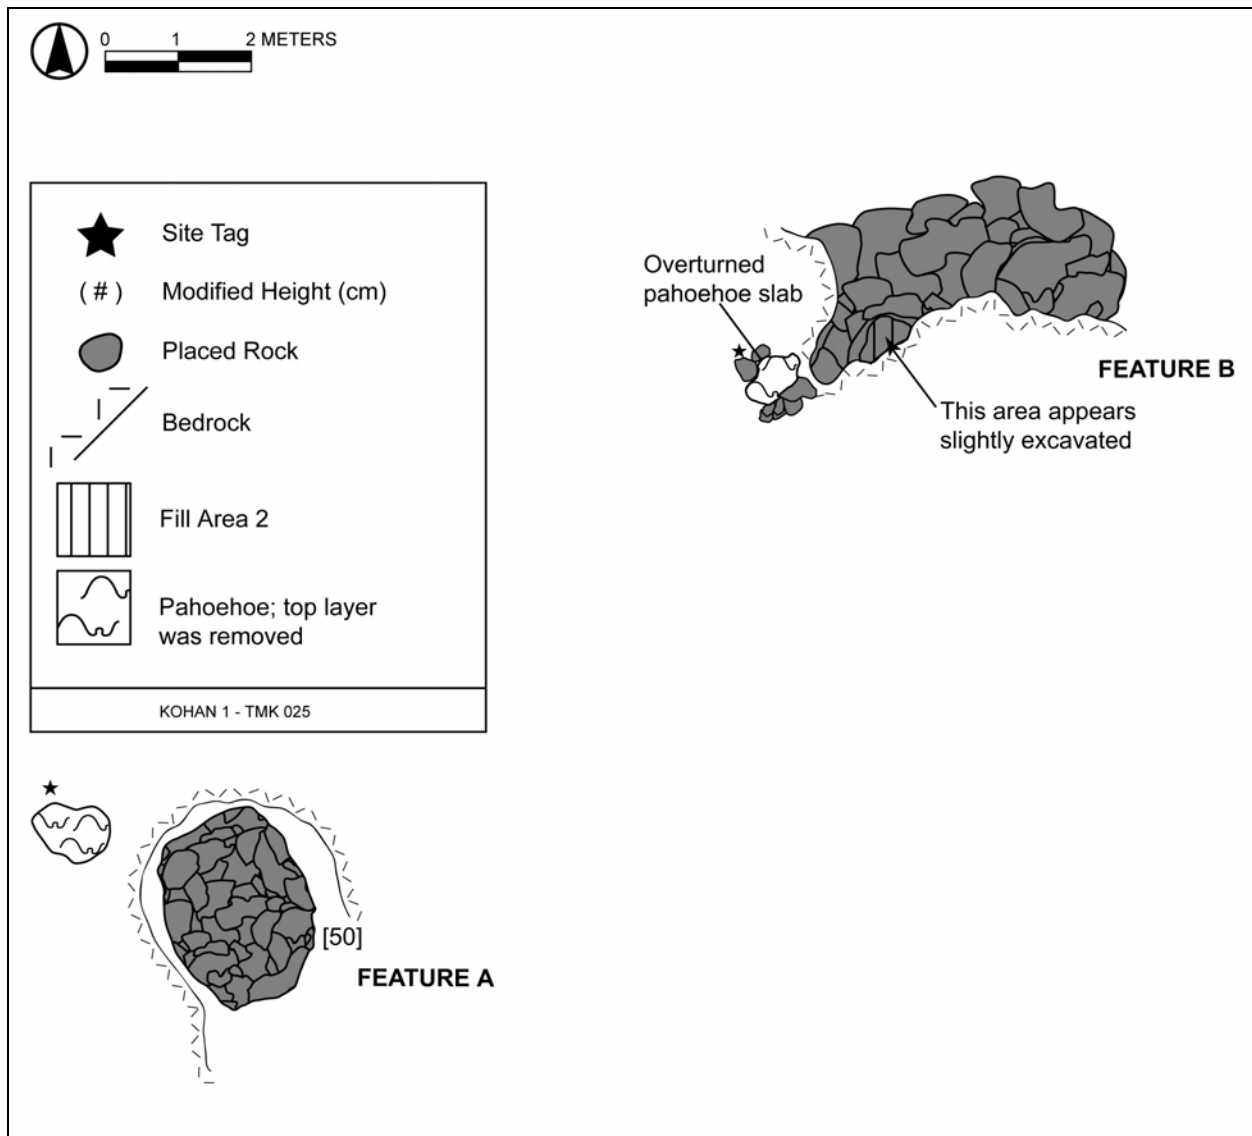 0 1 2 METERS
Site Tag
( # ) Modified Height (cm)
Placed Rock
Bedrock
Fill Area 2
Pahoehoe; top layer
was removed
KOHAN 1 - TMK 025
Overturned
pahoehoe slab
FEATURE B
This area appears
slightly excavated
[50]
FEATURE A